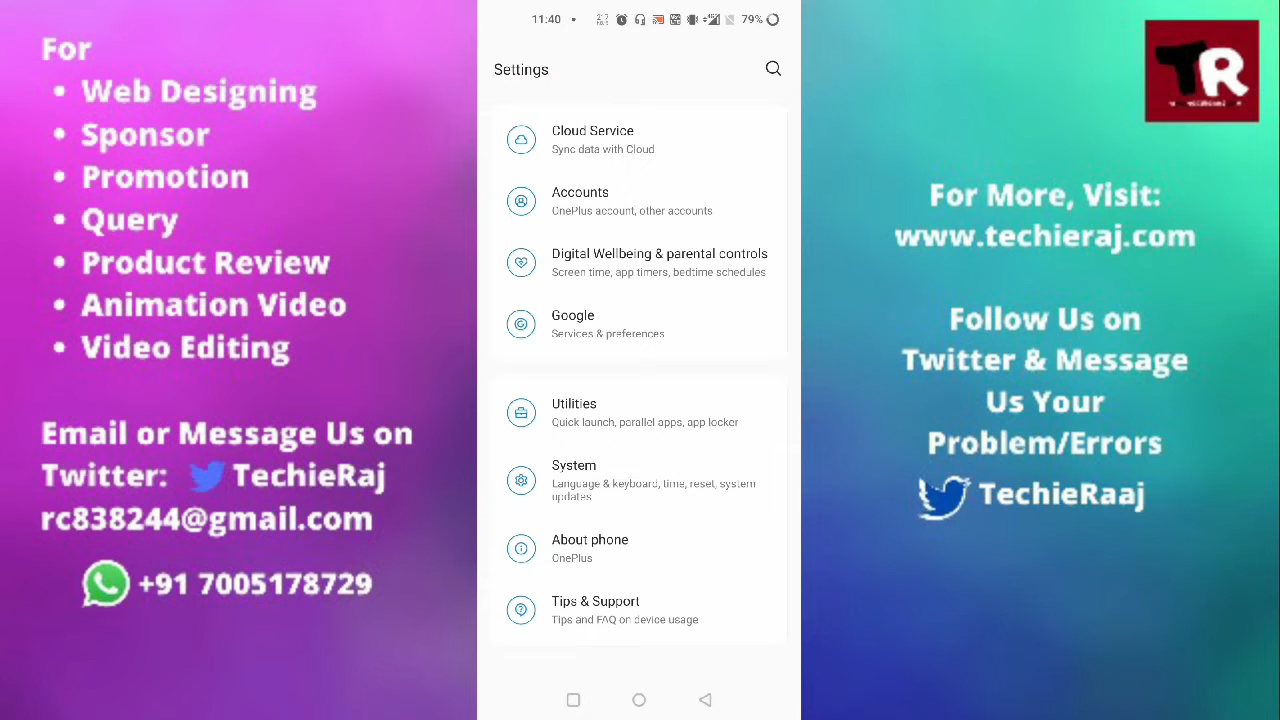 For
• Web Designing
• Sponsor
• Promotion
• Query
• Product Review
• Animation Video
• Video Editing
Email or Message Us on
Twitter: TechieRaj
rc838244@gmail.com
+91 7005178729
11:40 • 79%
Settings
Cloud Service
Sync data with Cloud
Accounts
OnePlus account, other accounts
Digital Wellbeing & parental controls
Screen time, app timers, bedtime schedules
Google
Services & preferences
Utilities
Quick launch, parallel apps, app locker
System
Language & keyboard, time, reset, system
updates
About phone
OnePlus
Tips & Support
Tips and FAQ on device usage
TR
For More, Visit:
www.techieraj.com
Follow Us on
Twitter & Message
Us Your
Problem/Errors
TechieRaaj